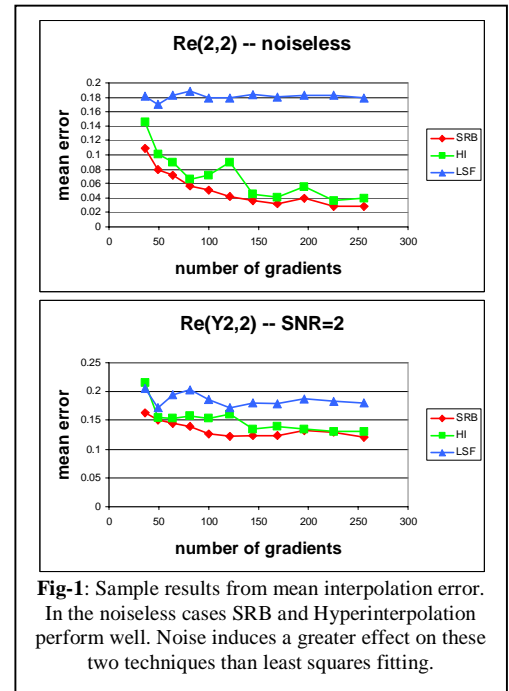 Re(2,2) -- noiseless
0.2
0.18
0.16
0.14
0.12
0.1
0.08
0.06
0.04
0.02
0
mean error
0 50 100 150 200 250 300
number of gradients
SRB
HI
LSF
Re(Y2,2) -- SNR=2
0.25
0.2
0.15
0.1
0.05
0
mean error
0 50 100 150 200 250 300
number of gradients
SRB
HI
LSF
Fig-1: Sample results from mean interpolation error.
In the noiseless cases SRB and Hyperinterpolation
perform well. Noise induces a greater effect on these
two techniques than least squares fitting.